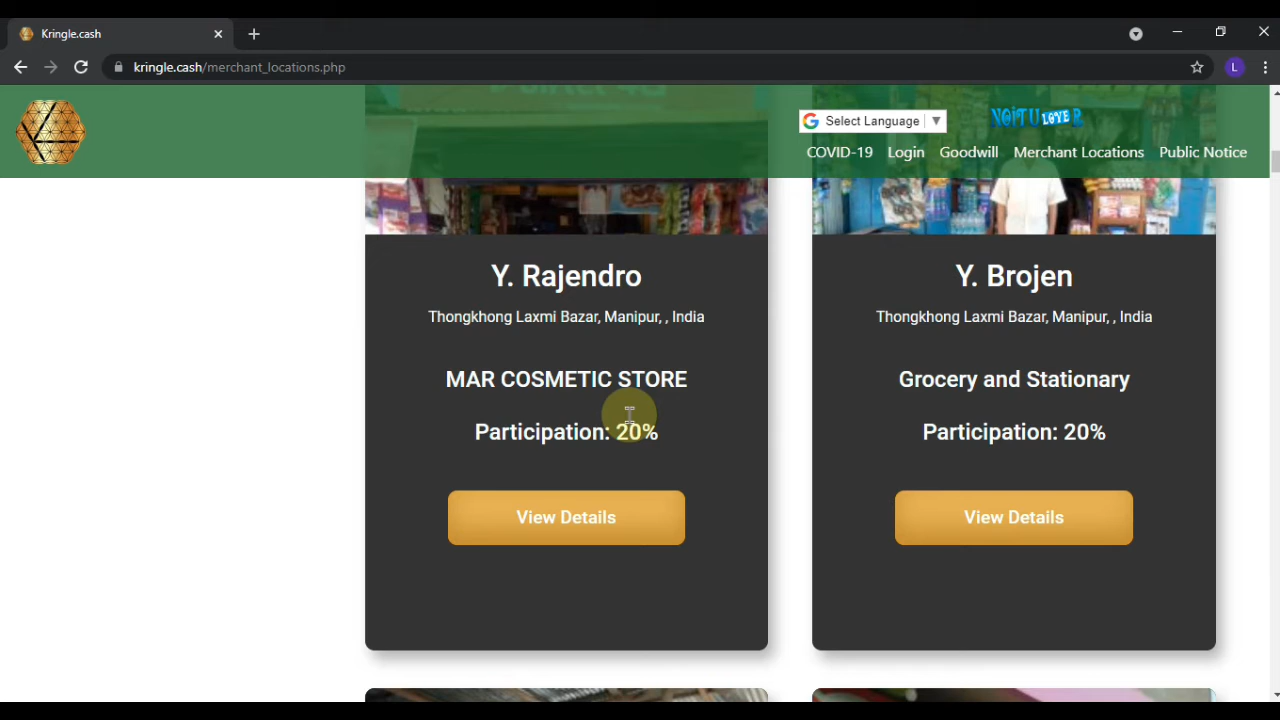 Kringle.cash
kringle.cash/merchant_locations.php
L
Select Language
COVID-19 Login Goodwill Merchant Locations Public Notice
Y. Rajendro
Thongkhong Laxmi Bazar, Manipur, , India
MAR COSMETIC STORE
Participation: 20%
View Details
Y. Brojen
Thongkhong Laxmi Bazar, Manipur, , India
Grocery and Stationary
Participation: 20%
View Details